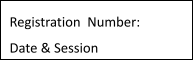 Registration  Number:
Date & Session